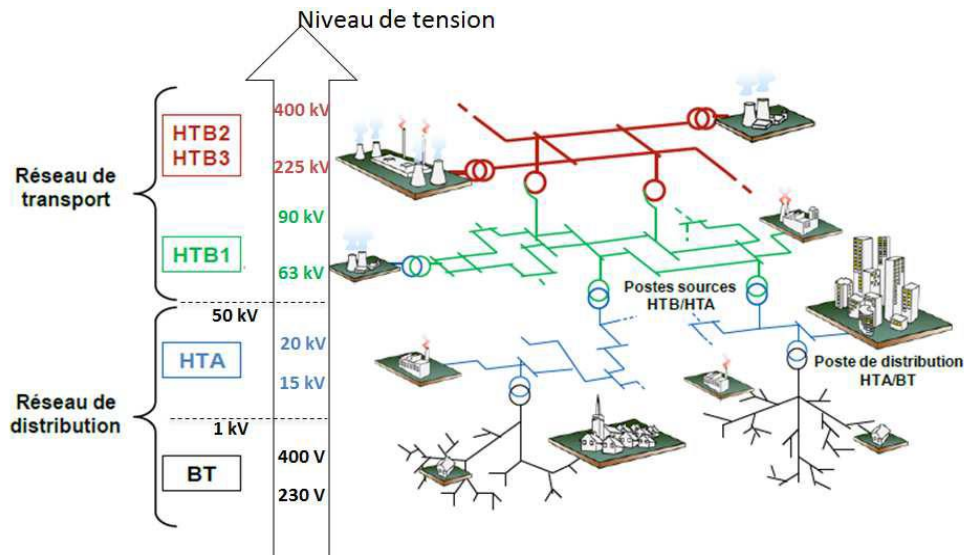 Niveau de tension
400 kV
HTB2
HTB3
225 kV
Réseau de
transport
90 kV
HTB1
63 kV
Postes sources
HTB/HTA
50 kV
20 kV
HTA
15 kV
Poste de distribution
HTA/BT
Réseau de
distribution
1 kV
400 V
BT
230 V